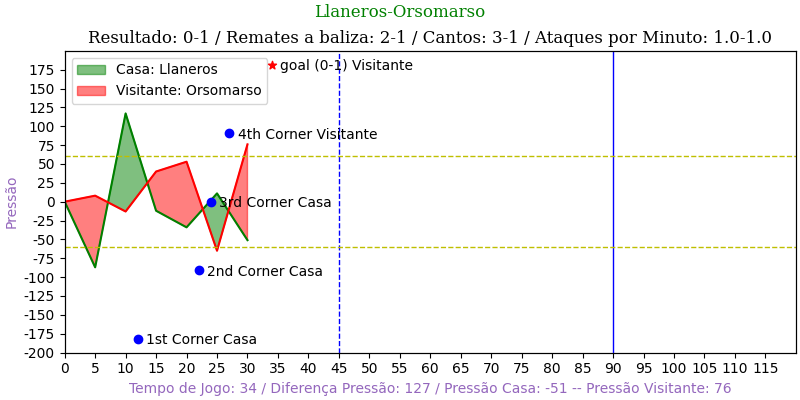 Llaneros-Orsomarso
Resultado: 0-1 / Remates a baliza: 2-1 / Cantos: 3-1 / Ataques por Minuto: 1.0-1.0
Casa: Llaneros
Visitante: Orsomarso
goal (0-1) Visitante
4th Corner Visitante
3rd Corner Casa
2nd Corner Casa
1st Corner Casa
Pressão
175
150
125
100
75
50
25
0
-25
-50
-75
-100
-125
-150
-175
-200
0 5 10 15 20 25 30 35 40 45 50 55 60 65 70 75 80 85 90 95 100 105 110 115
Tempo de Jogo: 34 / Diferença Pressão: 127 / Pressão Casa: -51 -- Pressão Visitante: 76